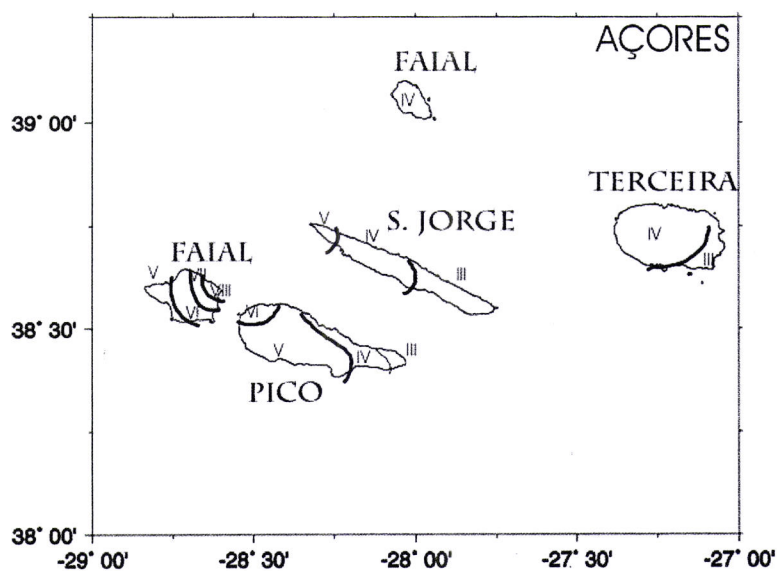 AÇORES
FAIAL
IV
39° 00'
TERCEIRA
S. JORGE
V
IV
IV
FAIAL
III
III
V
VII
VIII
VI
38° 30'
VI
V
IV
III
PICO
38° 00'
-29° 00'
-28° 30'
-28° 00'
-27° 30'
-27° 00'